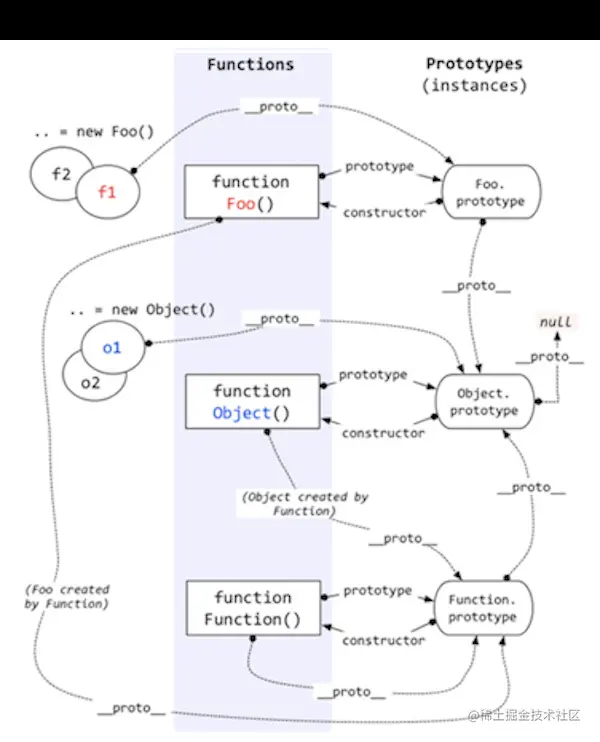 Functions
Prototypes
(instances)
__proto__
.. = new Foo()
f2
f1
function
Foo()
prototype
constructor
Foo.
prototype
__proto__
.. = new Object()
__proto__
null
__proto__
o1
o2
function
Object()
prototype
constructor
Object.
prototype
(Object created by
Function)
__proto__
__proto__
(Foo created
by Function)
function
Function()
prototype
constructor
Function.
prototype
__proto__
__proto__
@稀土掘金技术社区